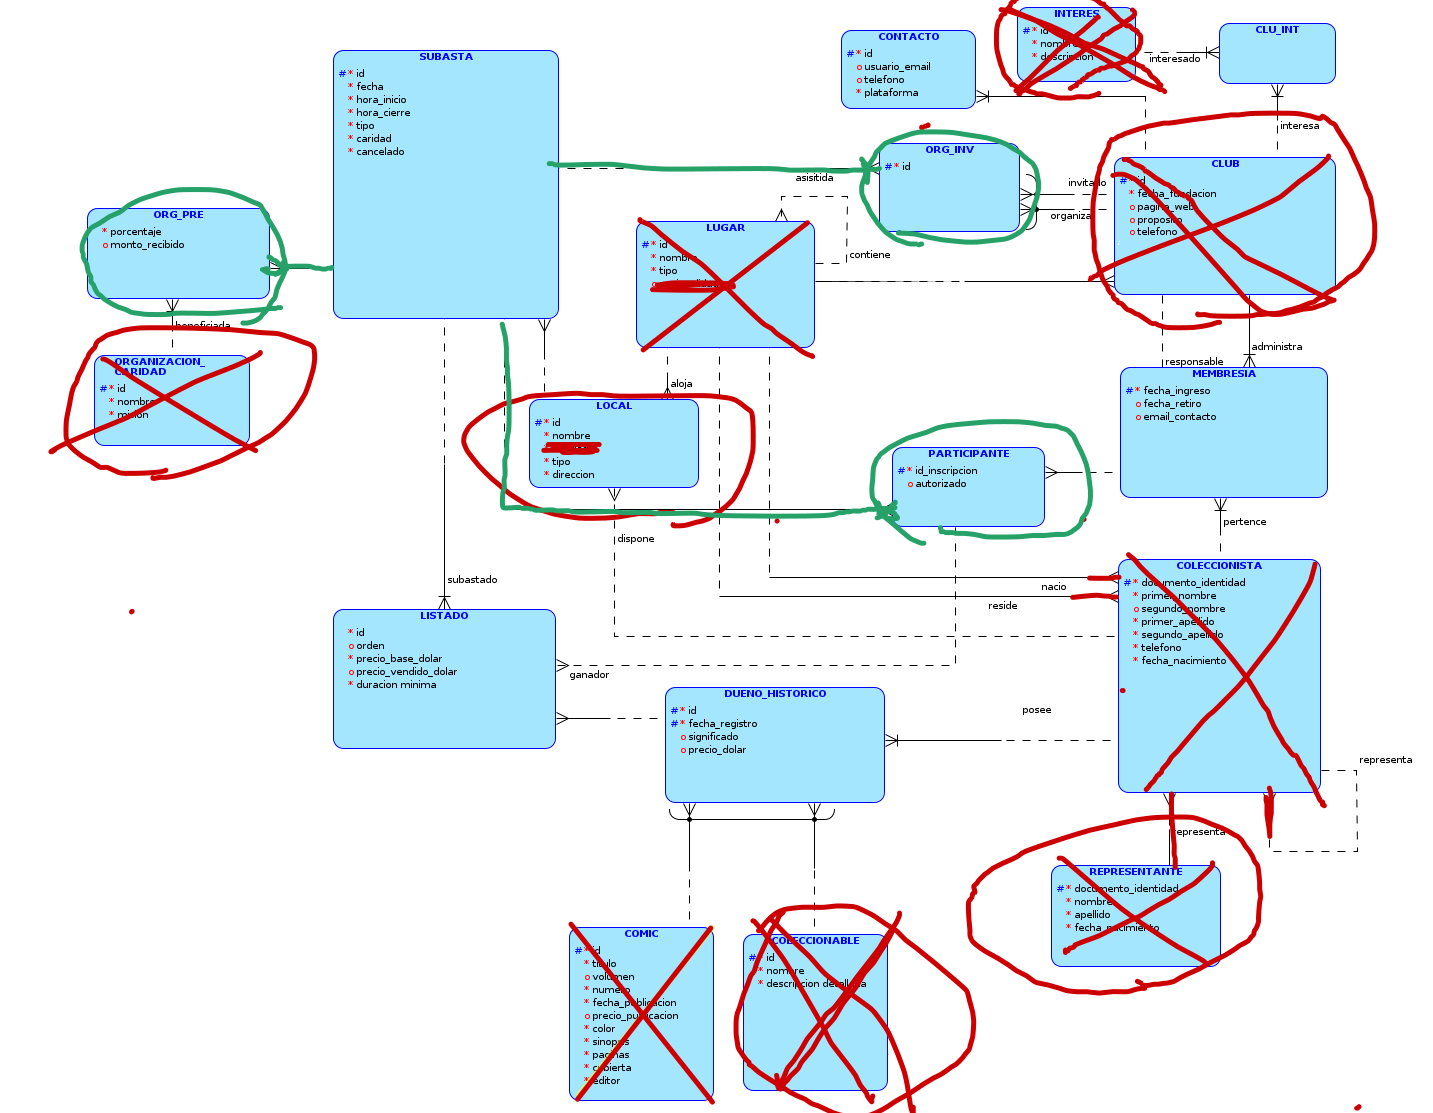 INTERES
#* id
* nombre
* descripcion
CLU_INT
interesado
CONTACTO
#* id
o usuario_email
o telefono
* plataforma
SUBASTA
#* id
* fecha
* hora_inicio
* hora_cierre
* tipo
* caridad
* cancelado
interesa
ORG_INV
#* id
asisitida
invitado
organiza
CLUB
#* id
* fecha_fundacion
o pagina_web
o proposito
o telefono
ORG_PRE
* porcentaje
o monto_recibido
LUGAR
#* id
* nombre
* tipo
contiene
beneficiada
ORGANIZACION_
CARIDAD
#* id
* nombre
* mision
administra
responsable
MEMBRESIA
#* fecha_ingreso
o fecha_retiro
o email_contacto
aloja
LOCAL
#* id
* nombre
* tipo
* direccion
PARTICIPANTE
#* id_inscripcion
o autorizado
dispone
pertence
subastado
nacio
reside
COLECCIONISTA
#* documento_identidad
* primer_nombre
o segundo_nombre
* primer_apelido
* segundo_apelido
* telefono
* fecha_nacimiento
LISTADO
* id
o orden
* precio_base_dolar
o precio_vendido_dolar
* duracion minima
ganador
DUENO_HISTORICO
#* id
#* fecha_registro
o significado
o precio_dolar
posee
representa
representa
REPRESENTANTE
#* documento_identidad
* nombre
* apellido
* fecha_nacimiento
COMIC
#* id
* titulo
o volumen
* numero
* fecha_publicacion
o precio_publicacion
* color
* sinopsis
* paginas
* cubierta
* editor
COLECCIONABLE
#* id
* nombre
* descripcion detallada